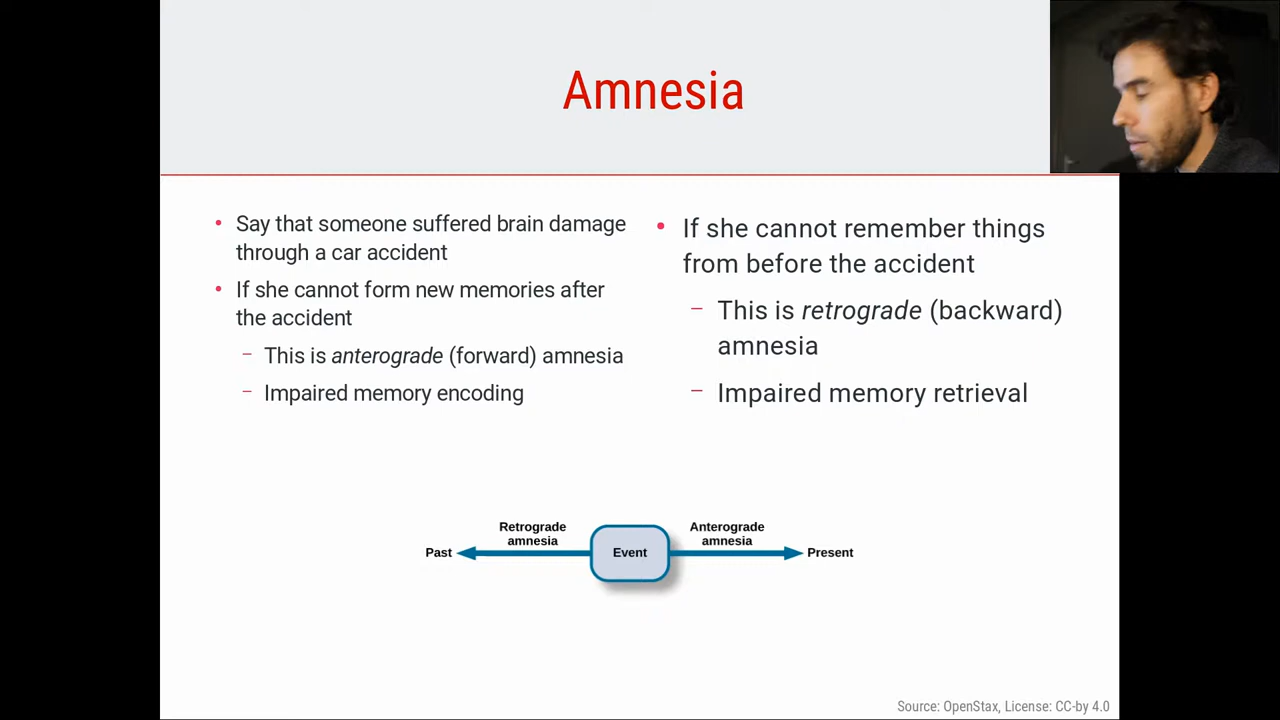 Amnesia
Say that someone suffered brain damage
through a car accident
If she cannot form new memories after
the accident
This is anterograde (forward) amnesia
Impaired memory encoding
If she cannot remember things
from before the accident
This is retrograde (backward)
amnesia
Impaired memory retrieval
Retrograde
amnesia
Anterograde
amnesia
Past
Event
Present
Source: OpenStax, License: CC-by 4.0